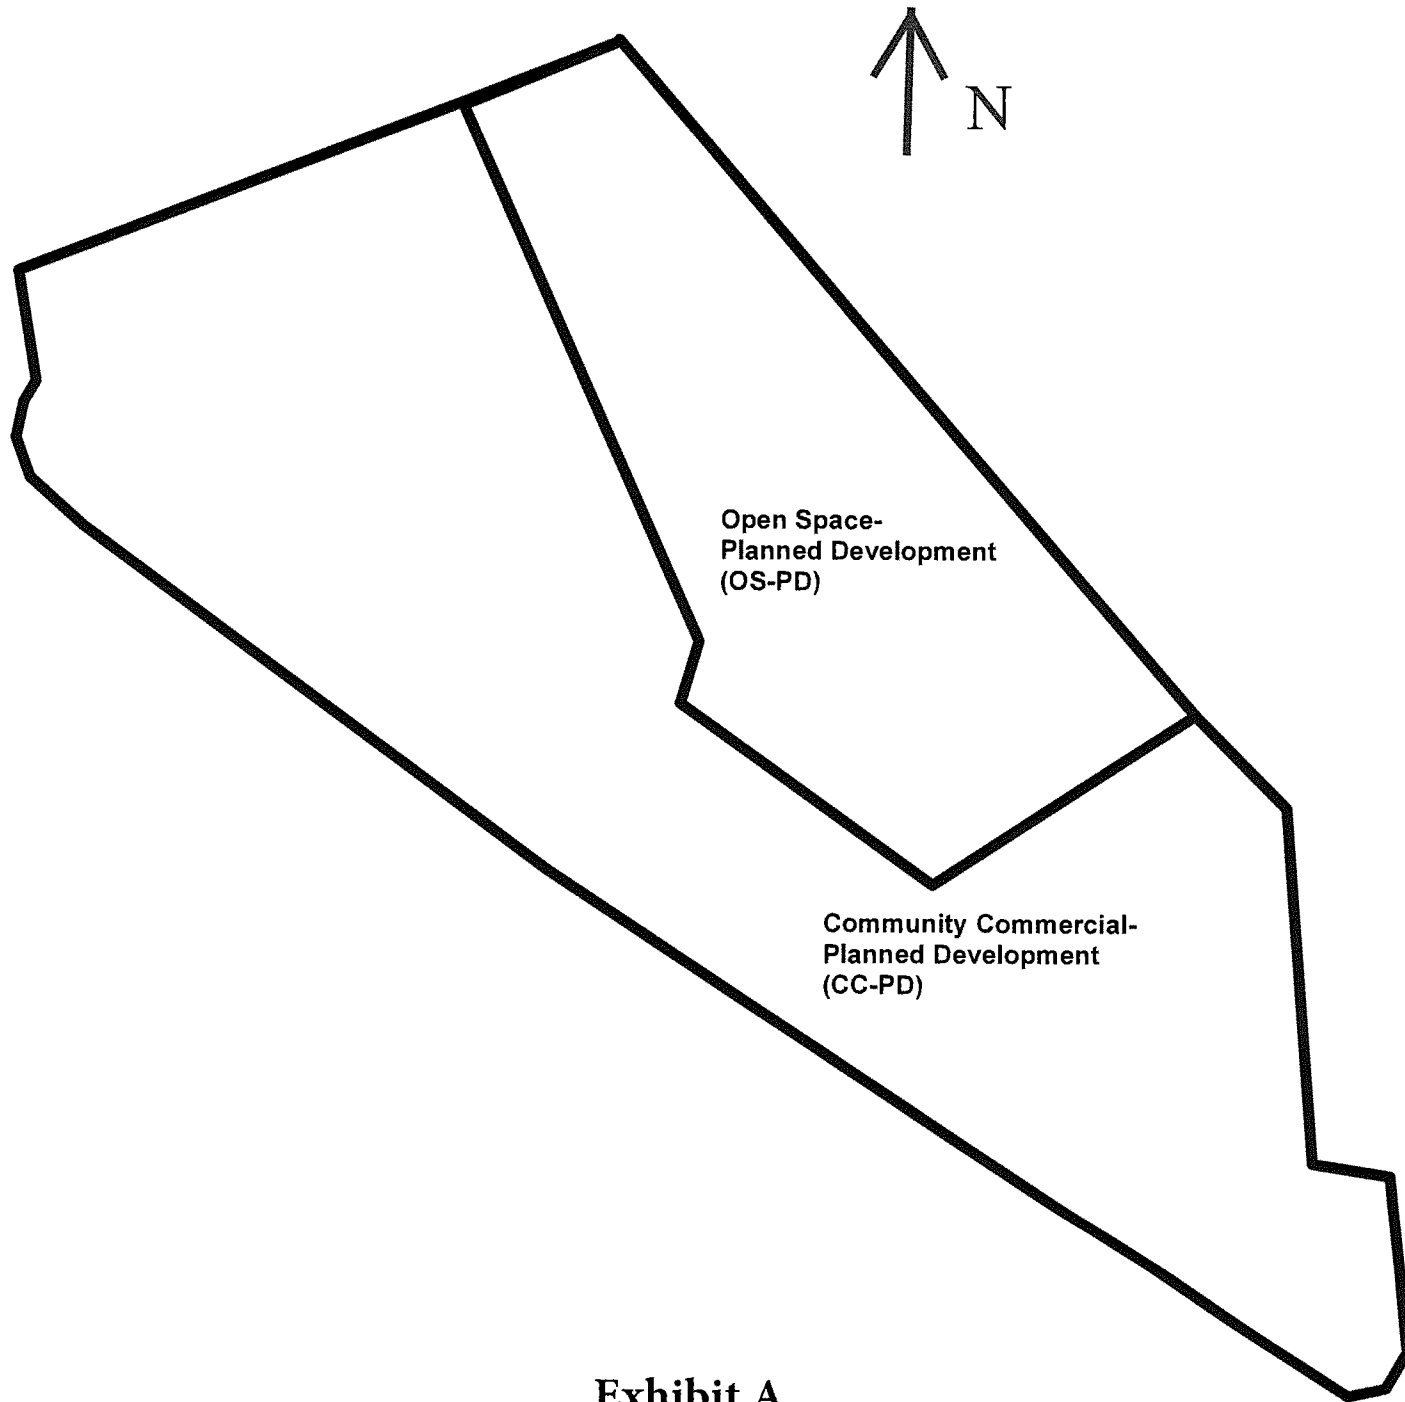 N
Open Space-
Planned Development
(OS-PD)
Community Commercial-
Planned Development
(CC-PD)
Exhibit A